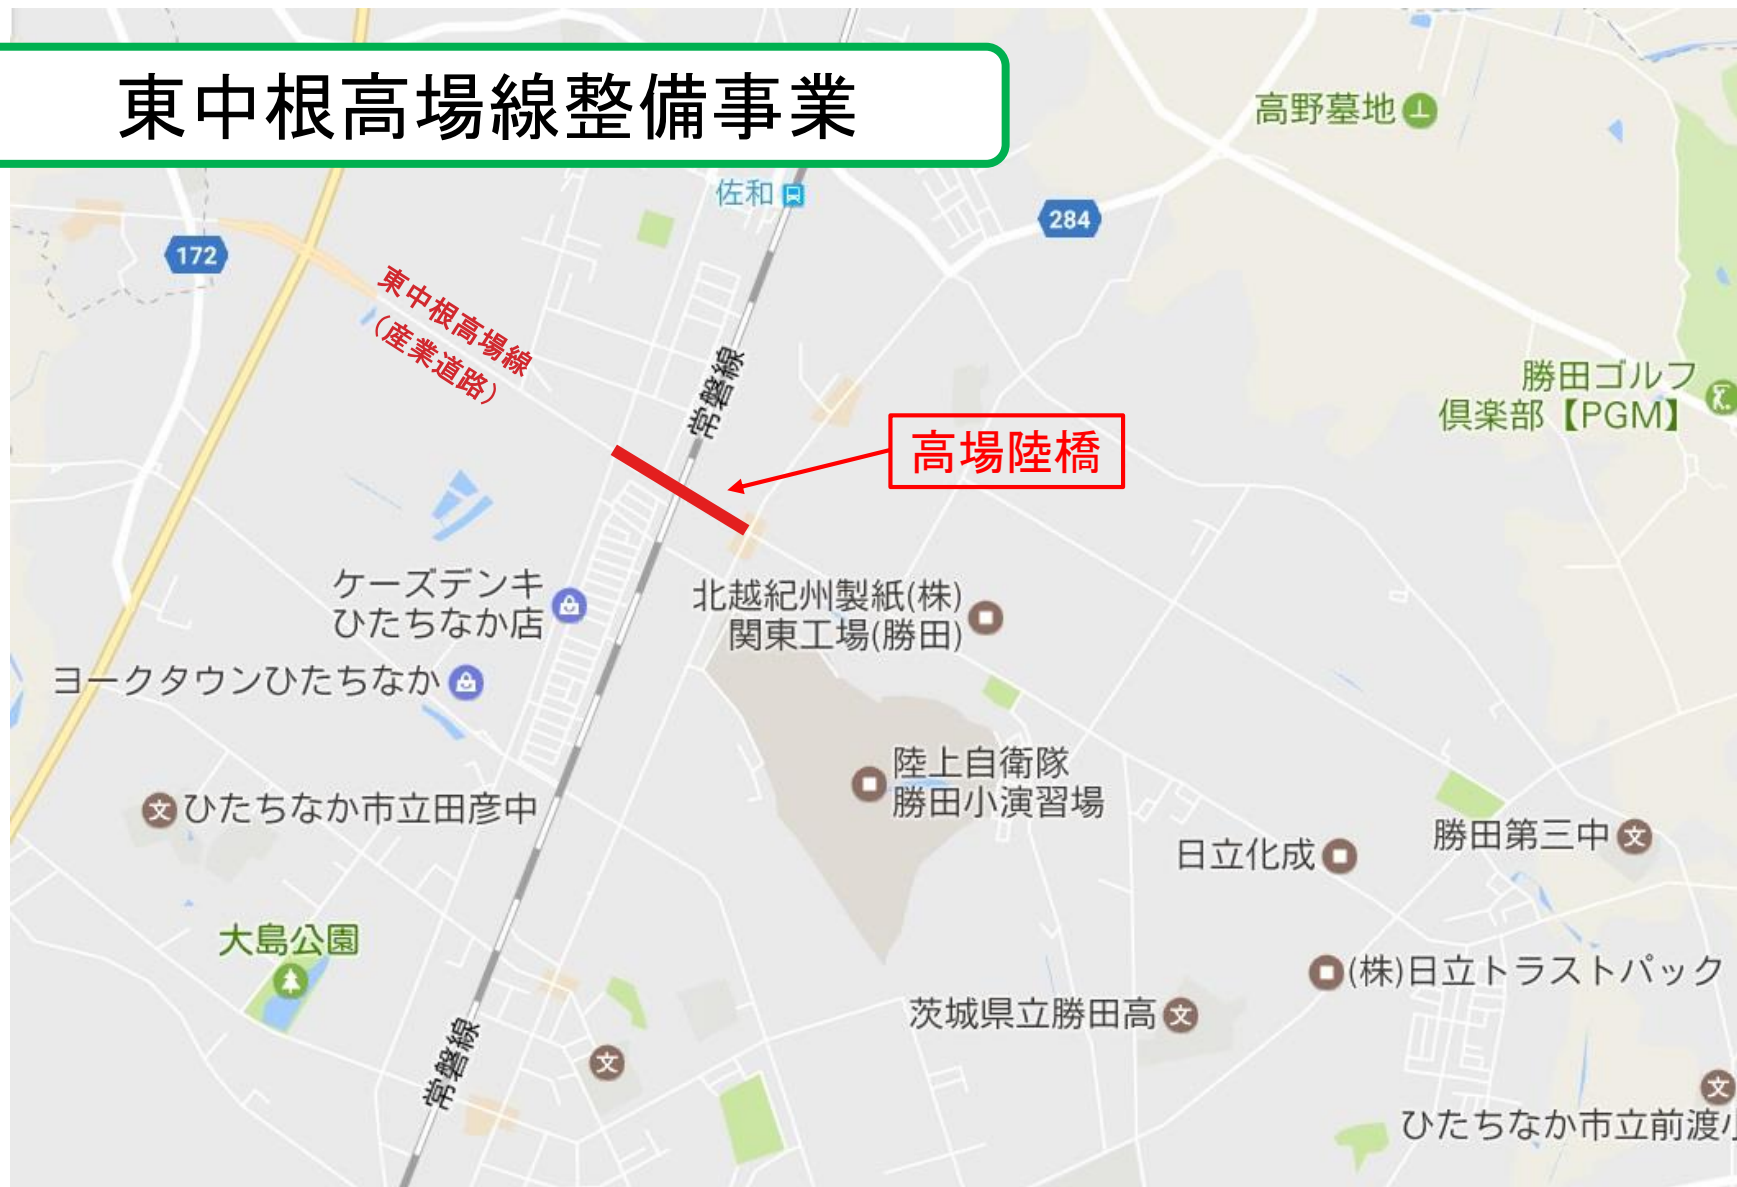 東中根高場線整備事業
高野墓地
佐和
284
172
東中根高場線
（産業道路）
常磐線
勝田ゴルフ
倶楽部【PGM】
高場陸橋
ケーズデンキ
ひたちなか店
北越紀州製紙(株)
関東工場(勝田)
ヨークタウンひたちなか
陸上自衛隊
勝田小演習場
文
ひたちなか市立田彦中
勝田第三中
文
日立化成
大島公園
(株)日立トラストパック
茨城県立勝田高
文
常磐線
文
文
ひたちなか市立前渡小